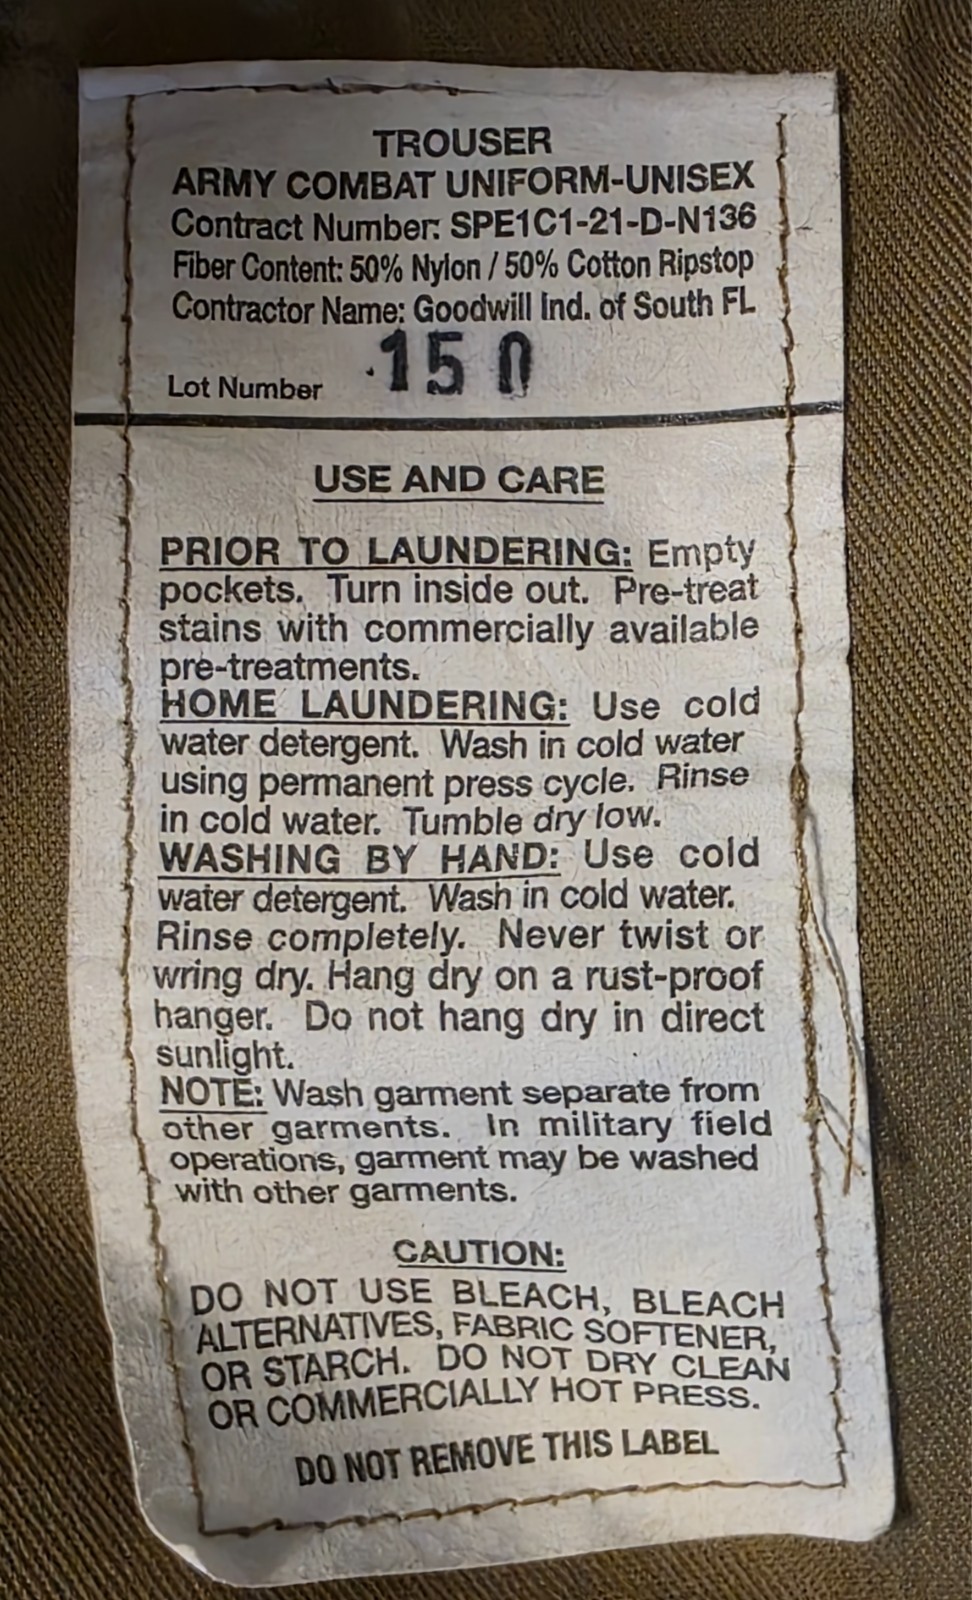 TROUSER
ARMY COMBAT UNIFORM-UNISEX
Contract Number: SPE1C1-21-D-N136
Fiber Content: 50% Nylon / 50% Cotton Ripstop
Contractor Name: Goodwill Ind. of South FL
Lot Number 150
USE AND CARE
PRIOR TO LAUNDERING: Empty
pockets. Turn inside out. Pre-treat
stains with commercially available
pre-treatments.
HOME LAUNDERING: Use cold
water detergent. Wash in cold water
using permanent press cycle. Rinse
in cold water. Tumble dry low.
WASHING BY HAND: Use cold
water detergent. Wash in cold water.
Rinse completely. Never twist or
wring dry. Hang dry on a rust-proof
hanger. Do not hang dry in direct
sunlight.
NOTE: Wash garment separate from
other garments. In military field
operations, garment may be washed
with other garments.
CAUTION:
DO NOT USE BLEACH, BLEACH
ALTERNATIVES, FABRIC SOFTENER,
OR STARCH. DO NOT DRY CLEAN
OR COMMERCIALLY HOT PRESS.
DO NOT REMOVE THIS LABEL